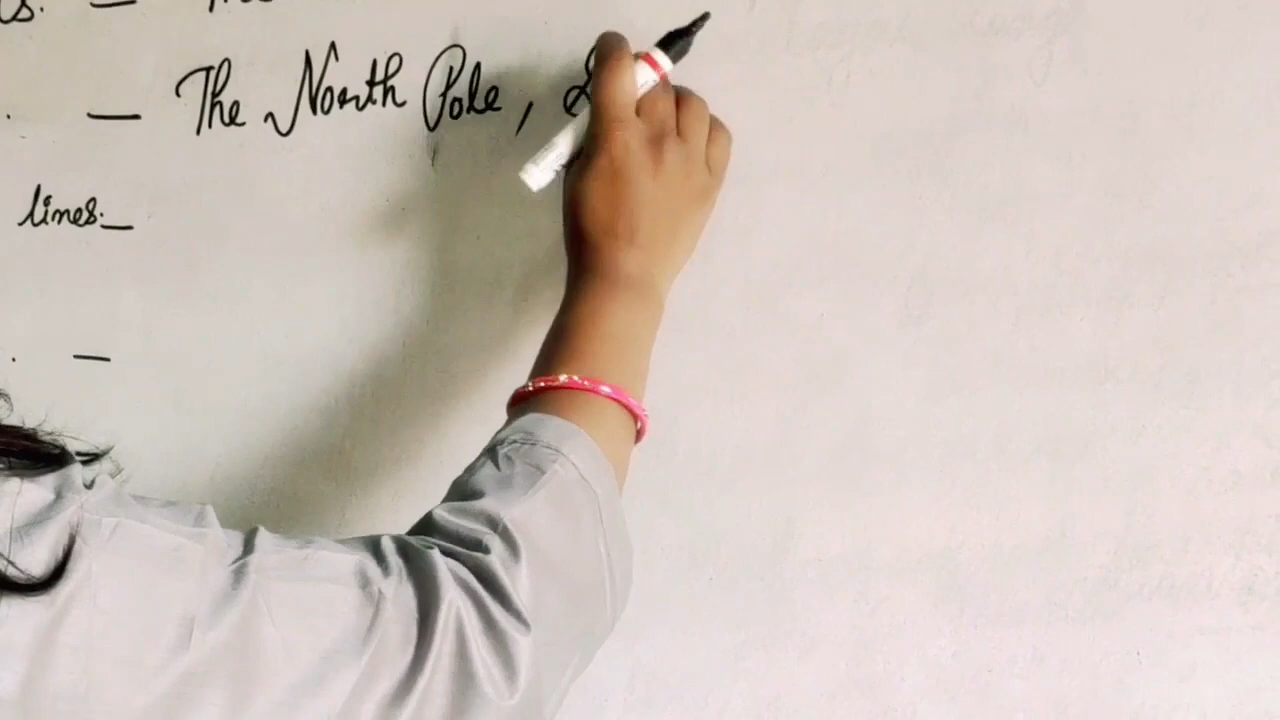 — The North Pole,
lines._